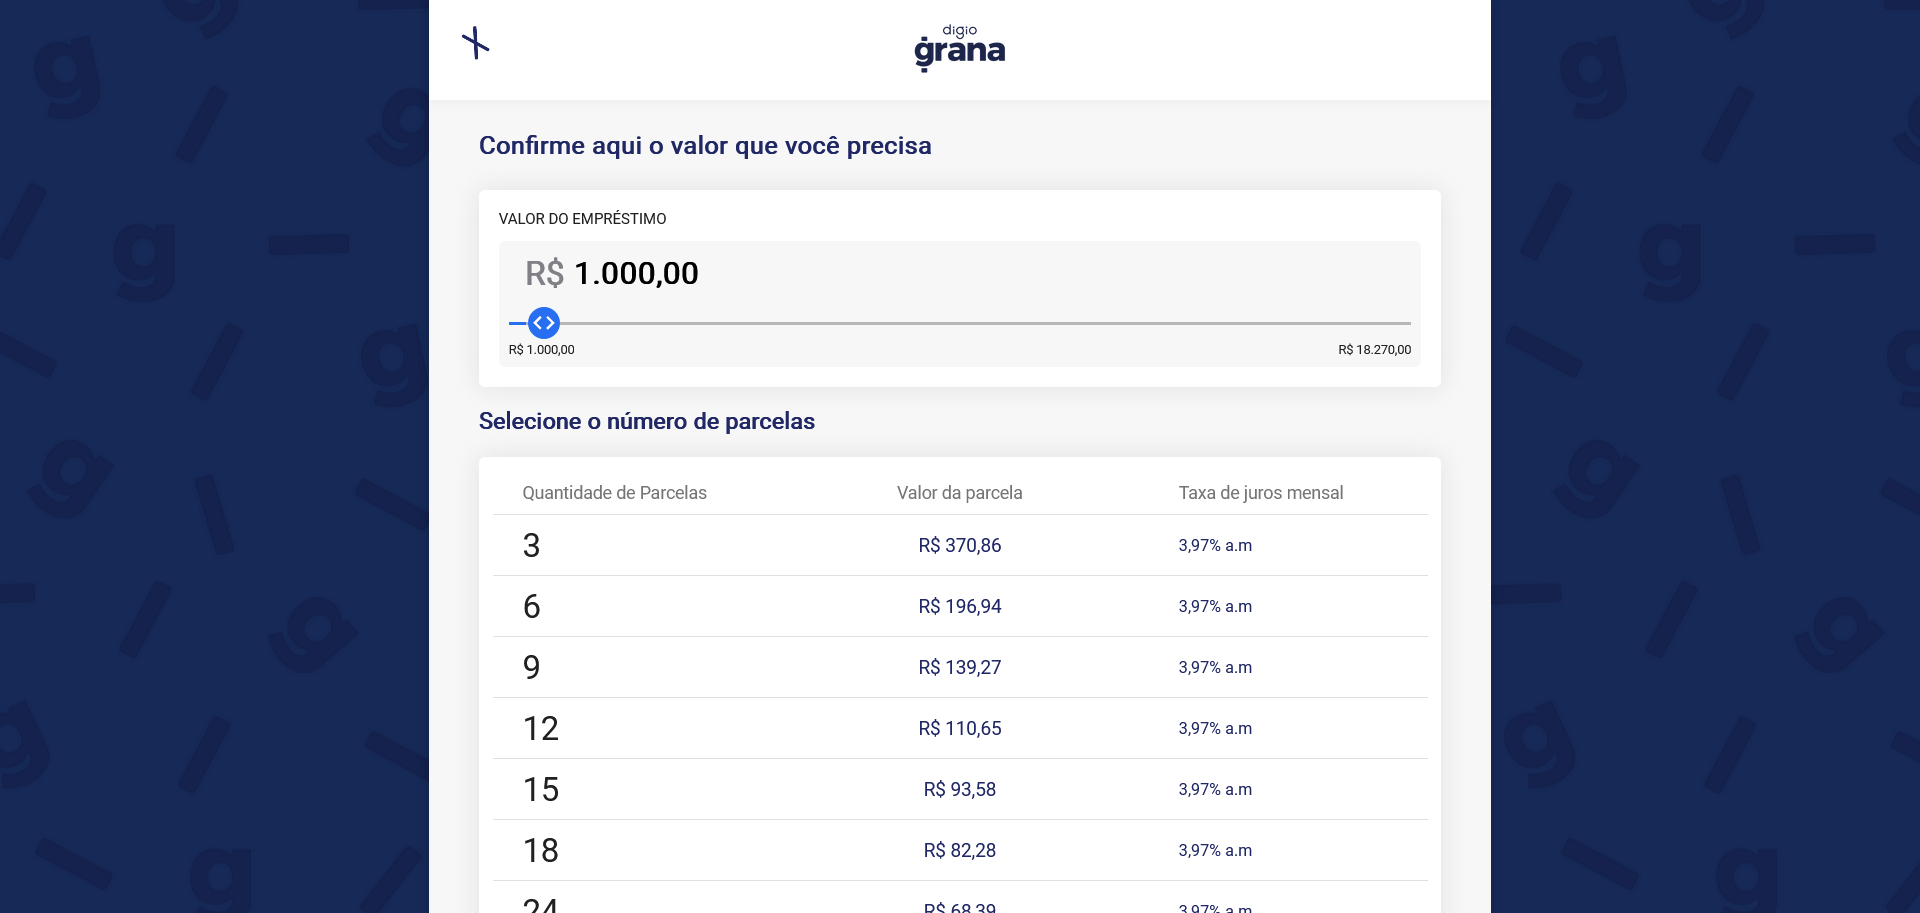 digio
grana
Confirme aqui o valor que você precisa
VALOR DO EMPRÉSTIMO
R$ 1.000,00
R$ 1.000,00 R$ 18.270,00
Selecione o número de parcelas
Quantidade de Parcelas Valor da parcela Taxa de juros mensal
3 R$ 370,86 3,97% a.m
6 R$ 196,94 3,97% a.m
9 R$ 139,27 3,97% a.m
12 R$ 110,65 3,97% a.m
15 R$ 93,58 3,97% a.m
18 R$ 82,28 3,97% a.m
24 R$ 68,39 3,97% a.m